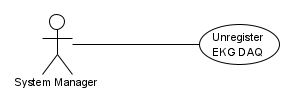 Unregister
EKG DAQ
System Manager